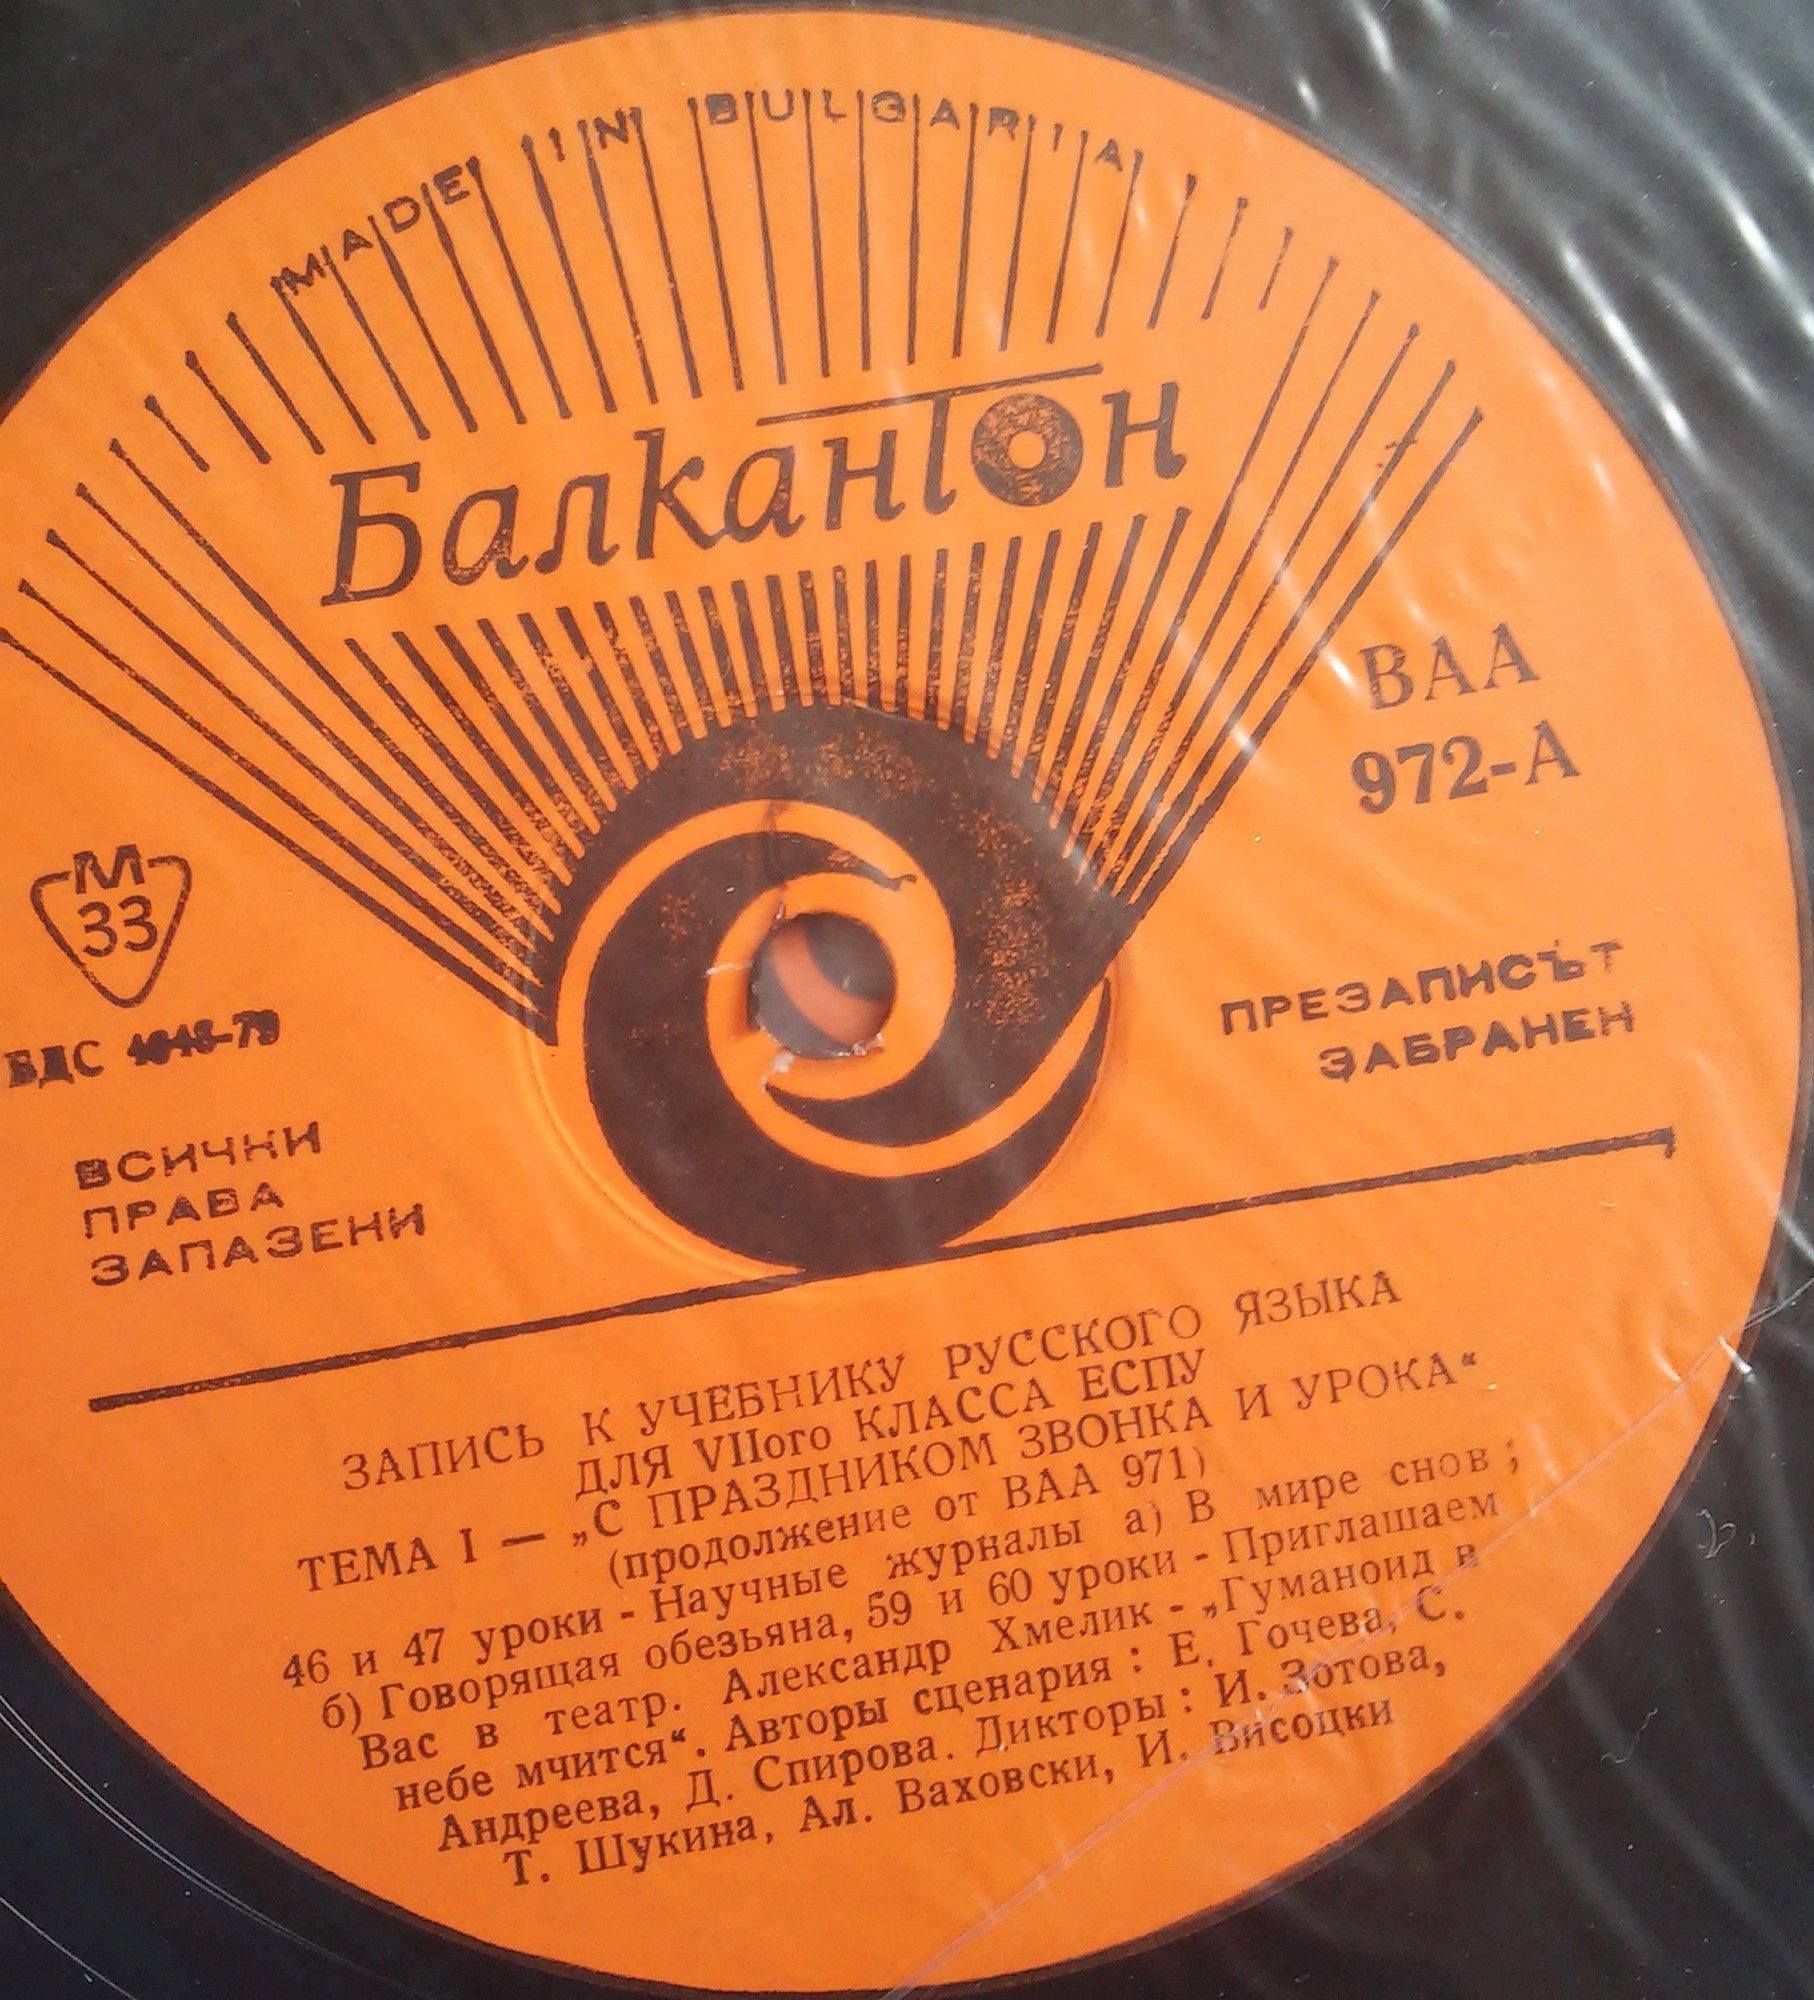 MADE IN BULGARIA
Балкантон
ВАА
972-А
М
33
БДС
ПРЕЗАПИСЪТ
ЗАБРАНЕН
ВСИЧКИ
ПРАВА
ЗАПАЗЕНИ
ЗАПИСЬ К УЧЕБНИКУ РУССКОГО ЯЗЫКА
ДЛЯ VIIого КЛАССА ЕСПУ
ТЕМА I — „С ПРАЗДНИКОМ ЗВОНКА И УРОКА“
(продолжение от ВАА 971)
46 и 47 уроки - Научные журналы а) В мире снов;
б) Говорящая обезьяна, 59 и 60 уроки - Приглашаем
Вас в театр. Александр Хмелик - „Гуманоид в
небе мчится“. Авторы сценария : Е. Гочева, С.
Андреева, Д. Спирова. Дикторы : И. Зотова,
Т. Шукина, Ал. Ваховски, И. Висоцки